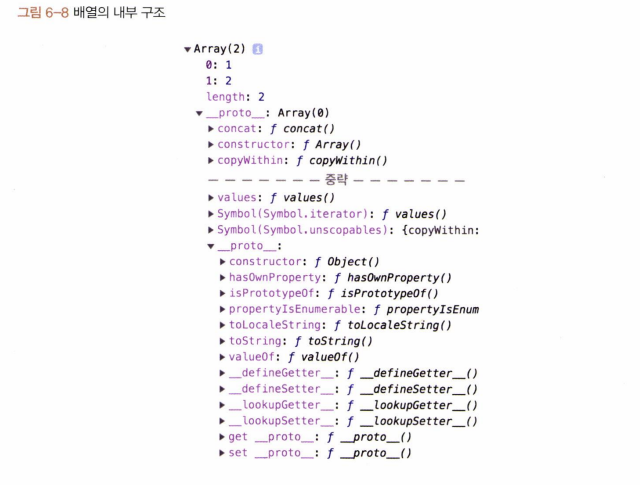 그림 6-8 배열의 내부 구조
▼Array(2) i
0: 1
1: 2
length: 2
▼__proto__: Array(0)
▶concat: ƒ concat()
▶constructor: ƒ Array()
▶copyWithin: ƒ copyWithin()
— — — — — — — 중략 — — — — — — —
▶values: ƒ values()
▶Symbol(Symbol.iterator): ƒ values()
▶Symbol(Symbol.unscopables): {copyWithin:
▼__proto__:
▶constructor: ƒ Object()
▶hasOwnProperty: ƒ hasOwnProperty()
▶isPrototypeOf: ƒ isPrototypeOf()
▶propertyIsEnumerable: ƒ propertyIsEnum
▶toLocaleString: ƒ toLocaleString()
▶toString: ƒ toString()
▶valueOf: ƒ valueOf()
▶__defineGetter__: ƒ __defineGetter__()
▶__defineSetter__: ƒ __defineSetter__()
▶__lookupGetter__: ƒ __lookupGetter__()
▶__lookupSetter__: ƒ __lookupSetter__()
▶get __proto__: ƒ __proto__()
▶set __proto__: ƒ __proto__()